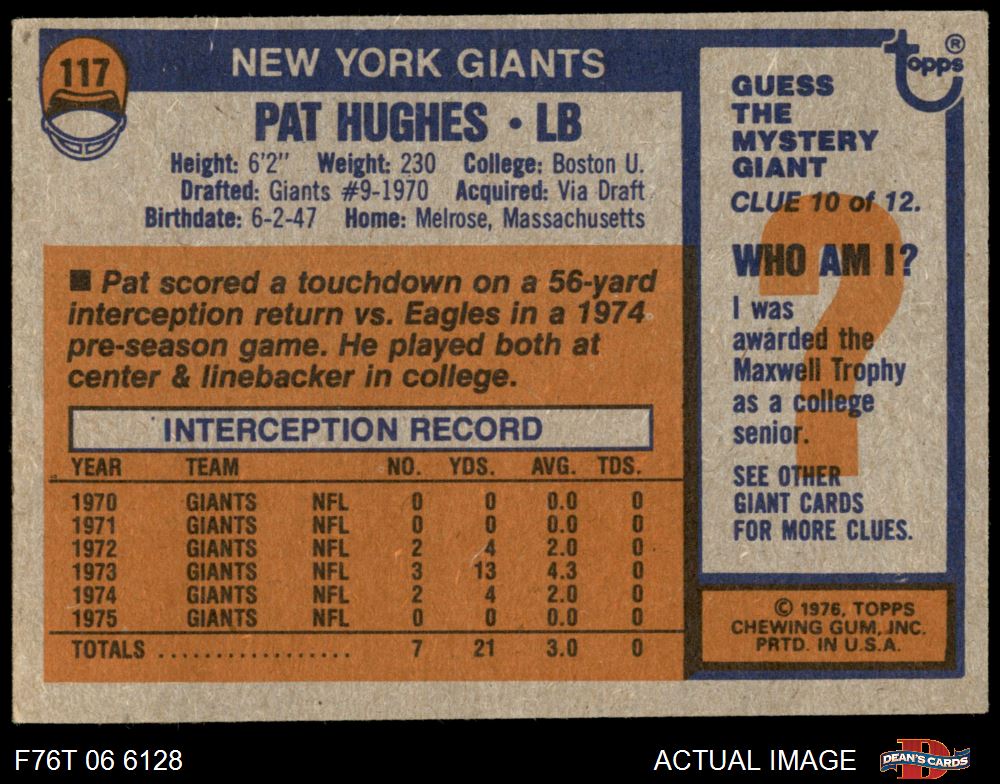 117
NEW YORK GIANTS
PAT HUGHES • LB
Height: 6'2" Weight: 230 College: Boston U.
Drafted: Giants #9-1970 Acquired: Via Draft
Birthdate: 6-2-47 Home: Melrose, Massachusetts
■ Pat scored a touchdown on a 56-yard
interception return vs. Eagles in a 1974
pre-season game. He played both at
center & linebacker in college.
INTERCEPTION RECORD
YEAR TEAM NO. YDS. AVG. TDS.
1970 GIANTS NFL 0 0 0.0 0
1971 GIANTS NFL 0 0 0.0 0
1972 GIANTS NFL 2 4 2.0 0
1973 GIANTS NFL 3 13 4.3 0
1974 GIANTS NFL 2 4 2.0 0
1975 GIANTS NFL 0 0 0.0 0
TOTALS .................. 7 21 3.0 0
topps ®
GUESS
THE
MYSTERY
GIANT
CLUE 10 of 12.
?
WHO AM I?
I was
awarded the
Maxwell Trophy
as a college
senior.
SEE OTHER
GIANT CARDS
FOR MORE CLUES.
© 1976, TOPPS
CHEWING GUM, INC.
PRTD. IN U.S.A.
F76T 06 6128
ACTUAL IMAGE
D
DEAN'S CARDS